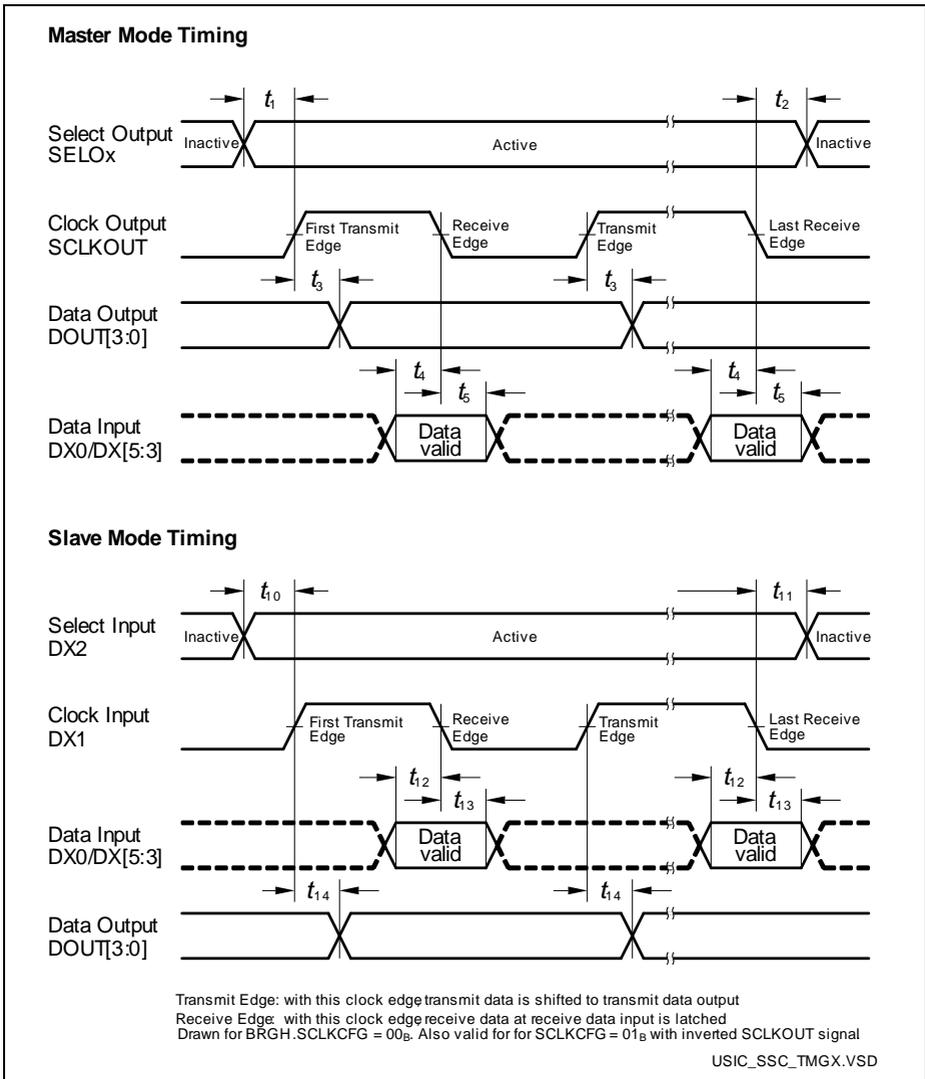 Master Mode Timing
t1
t2
Select Output
SELOx
Inactive
Active
Inactive
Clock Output
SCLKOUT
First Transmit
Edge
Receive
Edge
Transmit
Edge
Last Receive
Edge
t3
t3
Data Output
DOUT[3:0]
t4
t5
t4
t5
Data Input
DX0/DX[5:3]
Data
valid
Data
valid
Slave Mode Timing
t10
t11
Select Input
DX2
Inactive
Active
Inactive
Clock Input
DX1
First Transmit
Edge
Receive
Edge
Transmit
Edge
Last Receive
Edge
t12
t13
t12
t13
Data Input
DX0/DX[5:3]
Data
valid
Data
valid
t14
t14
Data Output
DOUT[3:0]
Transmit Edge: with this clock edge, transmit data is shifted to transmit data output
Receive Edge: with this clock edge, receive data at receive data input is latched
Drawn for BRGH.SCLKCFG = 00B. Also valid for for SCLKCFG = 01B with inverted SCLKOUT signal.
USIC_SSC_TMGX.VSD